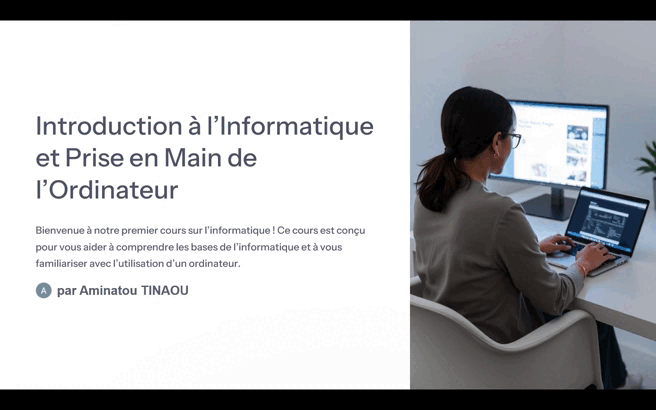 Introduction à l’Informatique
et Prise en Main de
l’Ordinateur
Bienvenue à notre premier cours sur l’informatique ! Ce cours est conçu
pour vous aider à comprendre les bases de l’informatique et à vous
familiariser avec l’utilisation d’un ordinateur.
A par Aminatou TINAOU